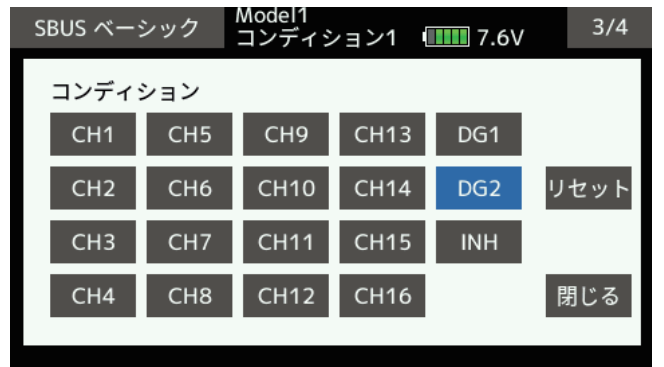 SBUS ベーシック
Model1
コンディション1 7.6V
3/4
コンディション
CH1 CH5 CH9 CH13 DG1
CH2 CH6 CH10 CH14 DG2 リセット
CH3 CH7 CH11 CH15 INH
CH4 CH8 CH12 CH16 閉じる